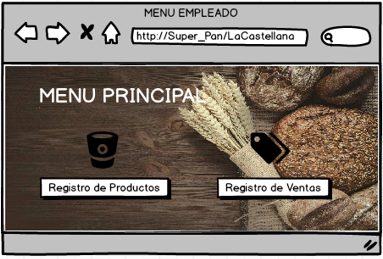 MENU EMPLEADO
http://Super_Pan/LaCastellana
MENU PRINCIPAL
Registro de Productos
Registro de Ventas